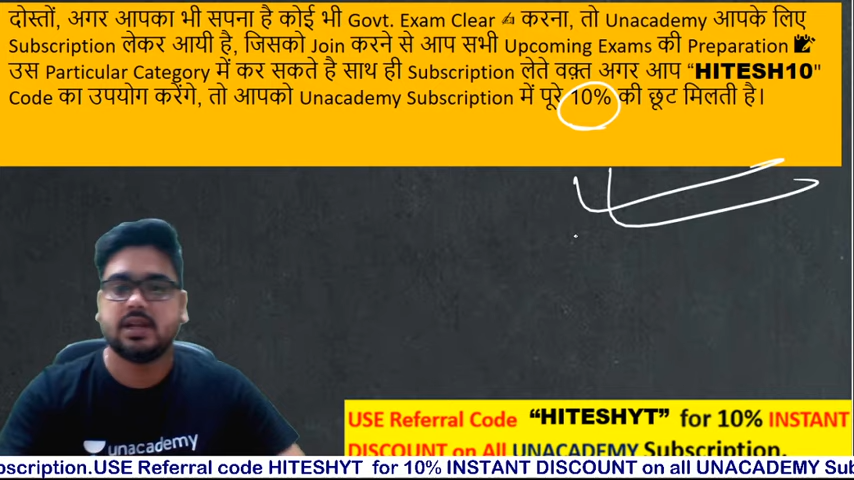 दोस्तों, अगर आपका भी सपना है कोई भी Govt. Exam Clear ✍ करना, तो Unacademy आपके लिए
Subscription लेकर आयी है, जिसको Join करने से आप सभी Upcoming Exams की Preparation
उस Particular Category में कर सकते है साथ ही Subscription लेते वक़्त अगर आप “HITESH10"
Code का उपयोग करेंगे, तो आपको Unacademy Subscription में पूरे 10% की छूट मिलती है।
unacademy
USE Referral Code “HITESHYT” for 10% INSTANT
DISCOUNT on All UNACADEMY Subscription.
bscription.USE Referral code HITESHYT for 10% INSTANT DISCOUNT on all UNACADEMY Sub